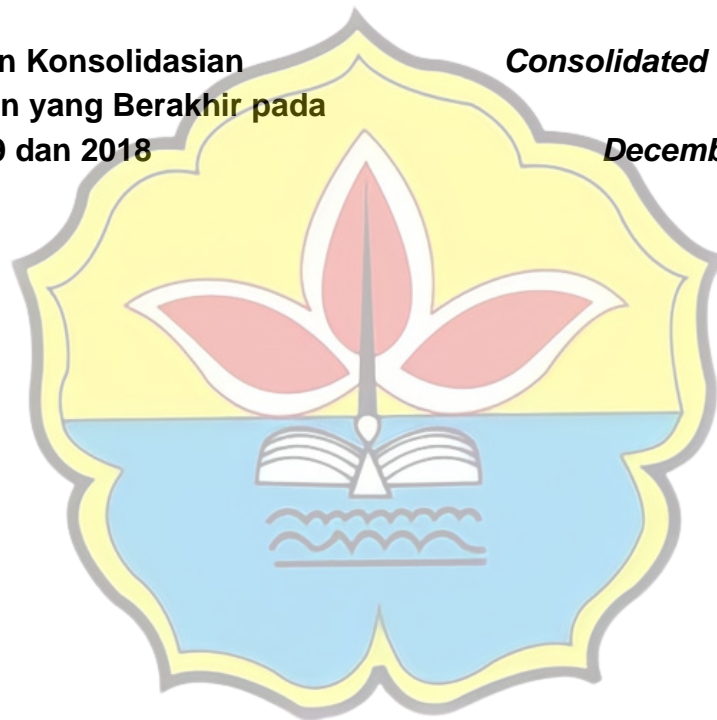 n Konsolidasian
n yang Berakhir pada
9 dan 2018
Consolidated
Decemb